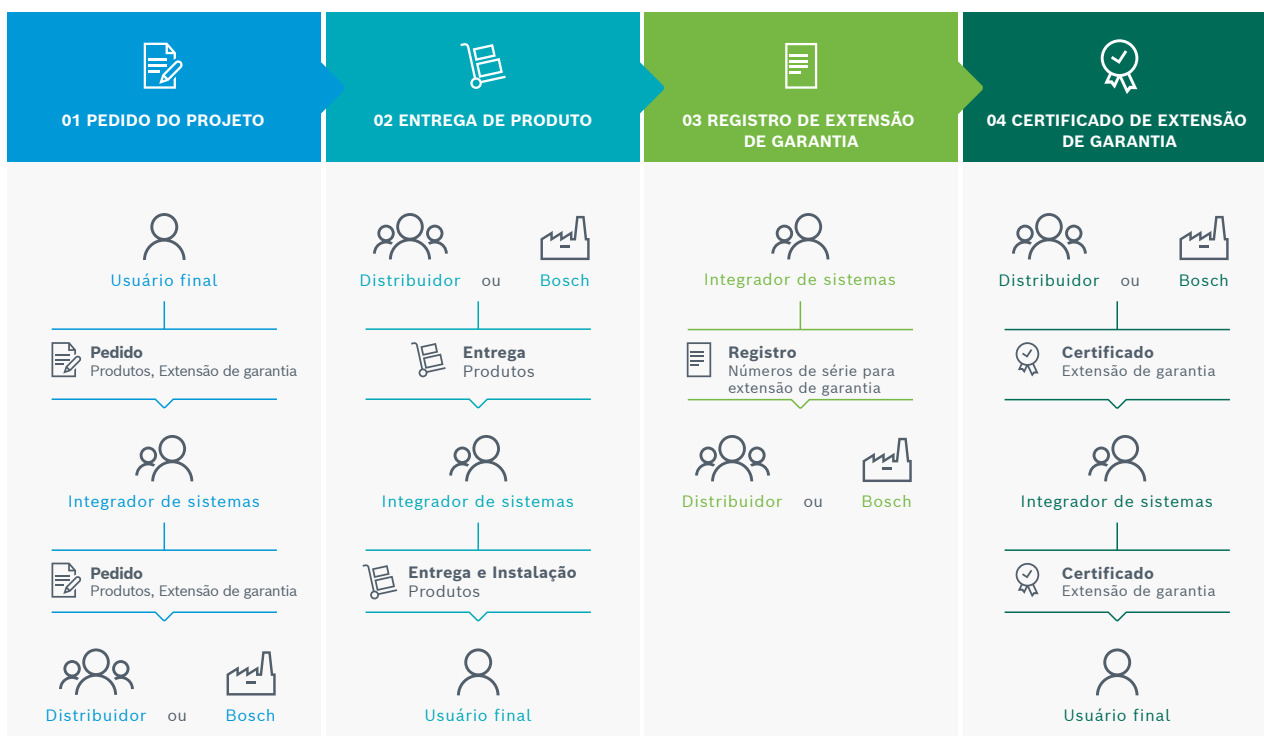 01 PEDIDO DO PROJETO
Usuário final
Pedido
Produtos, Extensão de garantia
Integrador de sistemas
Pedido
Produtos, Extensão de garantia
Distribuidor ou Bosch
02 ENTREGA DE PRODUTO
Distribuidor ou Bosch
Entrega
Produtos
Integrador de sistemas
Entrega e Instalação
Produtos
Usuário final
03 REGISTRO DE EXTENSÃO
DE GARANTIA
Integrador de sistemas
Registro
Números de série para
extensão de garantia
Distribuidor ou Bosch
04 CERTIFICADO DE EXTENSÃO
DE GARANTIA
Distribuidor ou Bosch
Certificado
Extensão de garantia
Integrador de sistemas
Certificado
Extensão de garantia
Usuário final